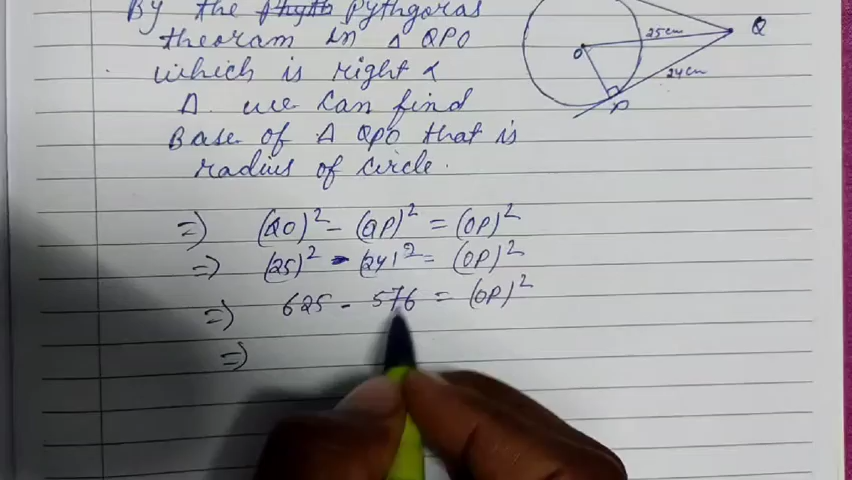 By the pythgoras
theoram in Δ QPO
which is right ∠
Δ. we can find
Base of Δ QPO that is
radius of circle.
=) (QO)² - (QP)² = (OP)²
=) (25)² - (24)² = (OP)²
=) 625 - 576 = (OP)²
=)
25cm
Q
O
24cm
P